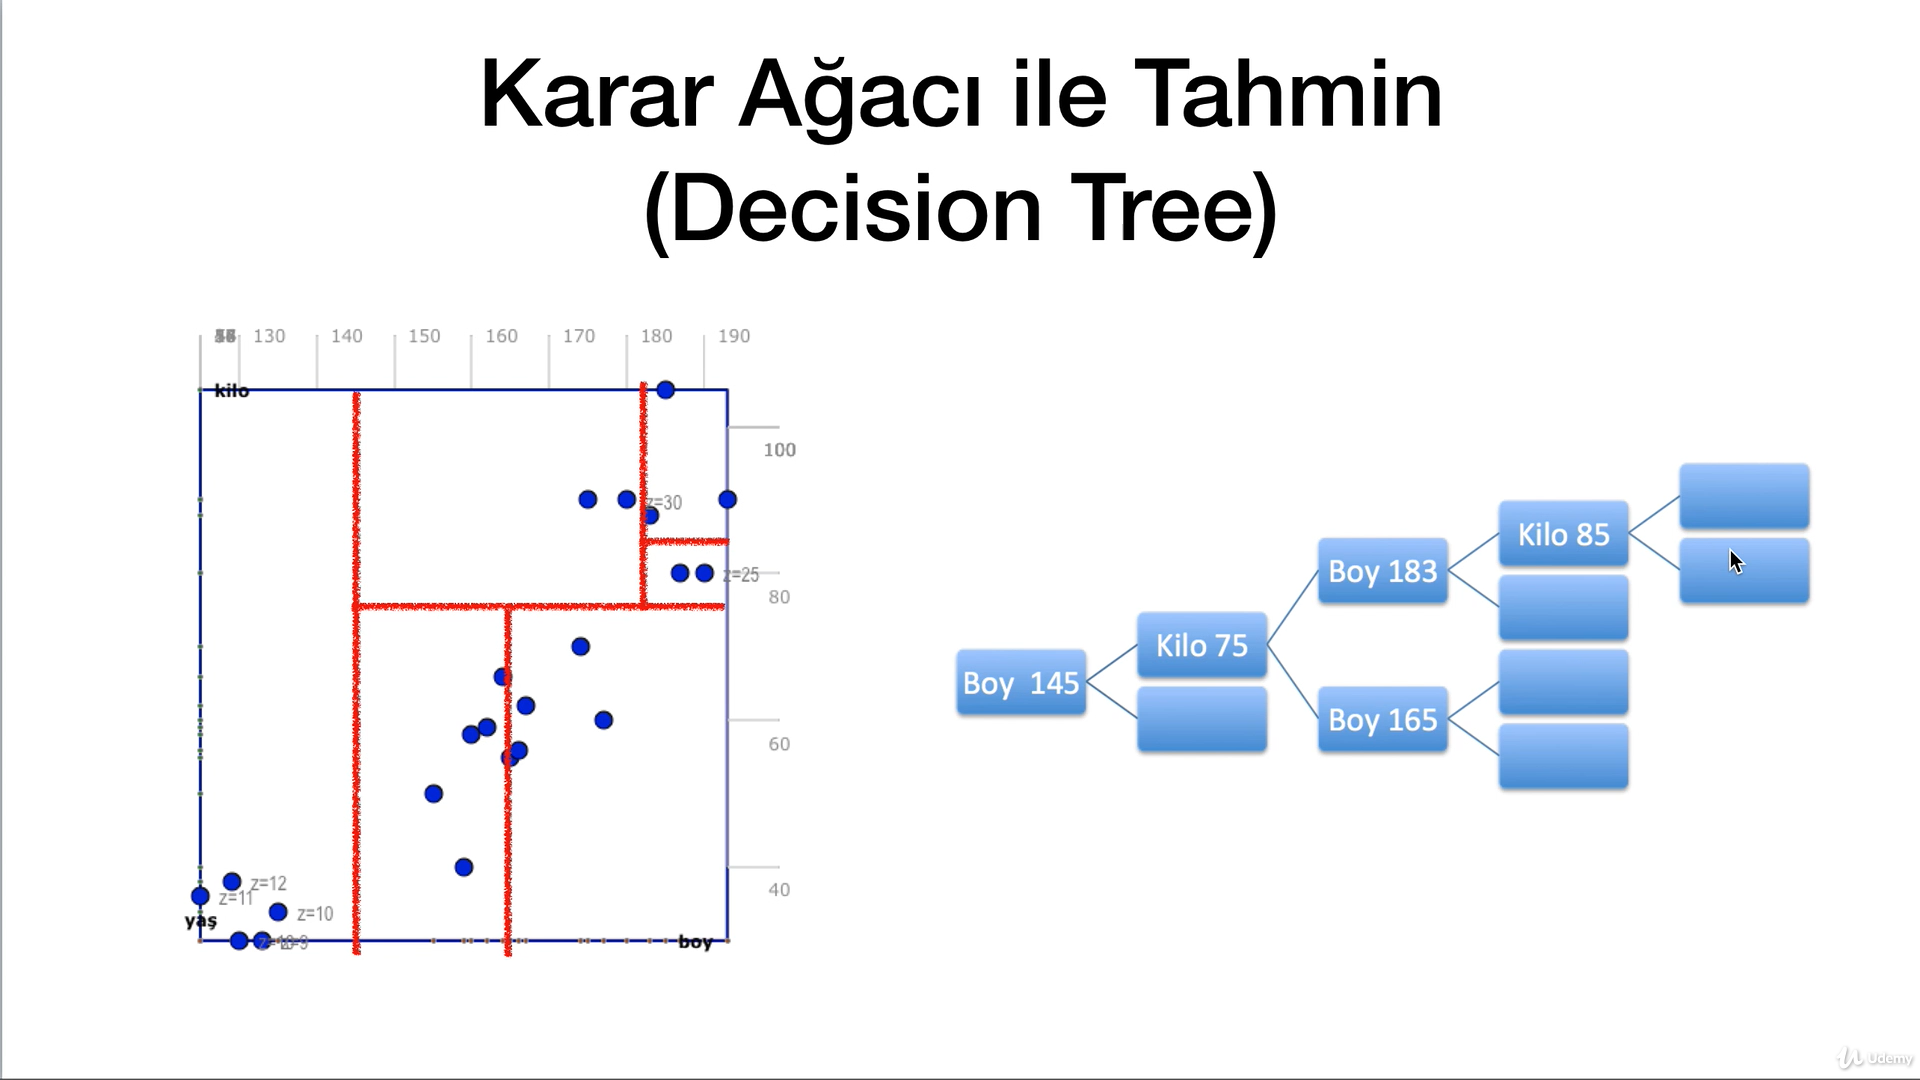 Karar Ağacı ile Tahmin
(Decision Tree)
130 140 150 160 170 180 190
kilo
100
z=30
z=25
80
60
40
z=12
z=11
z=10
yaş
boy
Kilo 85
Boy 183
Kilo 75
Boy 145
Boy 165
Udemy